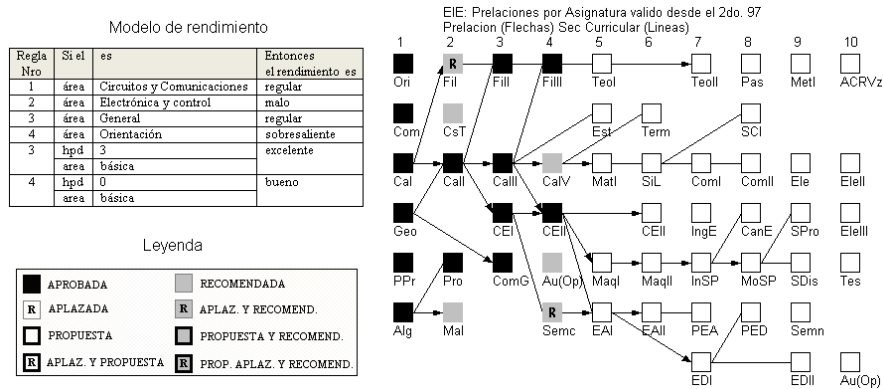 EIE: Prelaciones por Asignatura valido desde el 2do. 97
Prelacion (Flechas) Sec Curricular (Lineas)
Modelo de rendimiento
Regla Nro Si el es Entonces el rendimiento es
1 área Circuitos y Comunicaciones regular
2 área Electrónica y control malo
3 área General regular
4 área Orientación sobresaliente
3 hpd 3 excelente
area básica
4 hpd 0 bueno
area básica
Leyenda
APROBADA RECOMENDADA
R APLAZADA R APLAZ. Y RECOMEND.
PROPUESTA PROPUESTA Y RECOMEND.
R APLAZ. Y PROPUESTA R PROP. APLAZ. Y RECOMEND.
1 2 3 4 5 6 7 8 9 10
R
Ori FiI FiII FiIII TeoI TeoII Pas MetI ACRVz
Com CsT Est Term SCI
CaI CaII CaIII CaIV MatI SiL ComI ComII Ele EleII
Geo CEI CEII CEII IngE CanE SPro EleIII
PPr Pro ComG Au(Op) MaqI MaqII InSP MoSP SDis Tes
R
Alg Mal Semc EAI EAII PEA PED Semn
EDI EDII Au(Op)